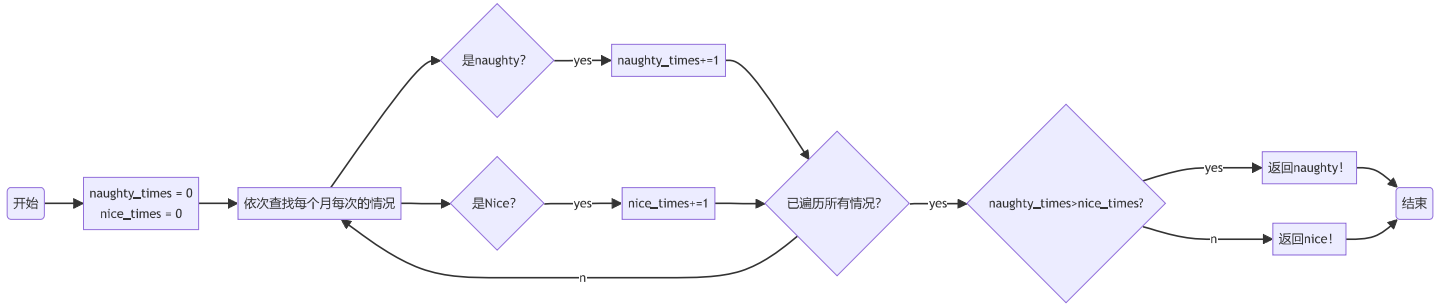 开始
naughty_times = 0
nice_times = 0
依次查找每个月每次的情况
是naughty?
yes
naughty_times+=1
是Nice?
yes
nice_times+=1
已遍历所有情况?
n
yes
naughty_times>nice_times?
yes
返回naughty!
n
返回nice!
结束